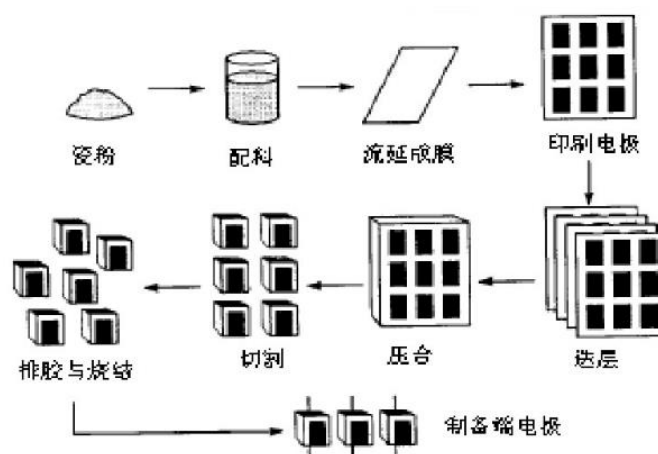 瓷粉
配料
流延成膜
印刷电极
迭层
压合
切割
排胶与烧结
制备端电极